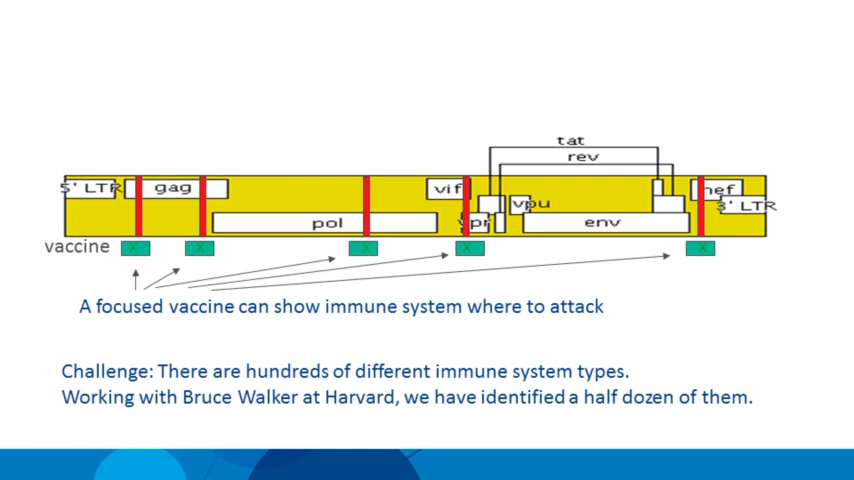 tat
rev
5' LTR
gag
vif
nef
3' LTR
vpu
pol
vpr
env
vaccine X X X X X
A focused vaccine can show immune system where to attack
Challenge: There are hundreds of different immune system types.
Working with Bruce Walker at Harvard, we have identified a half dozen of them.